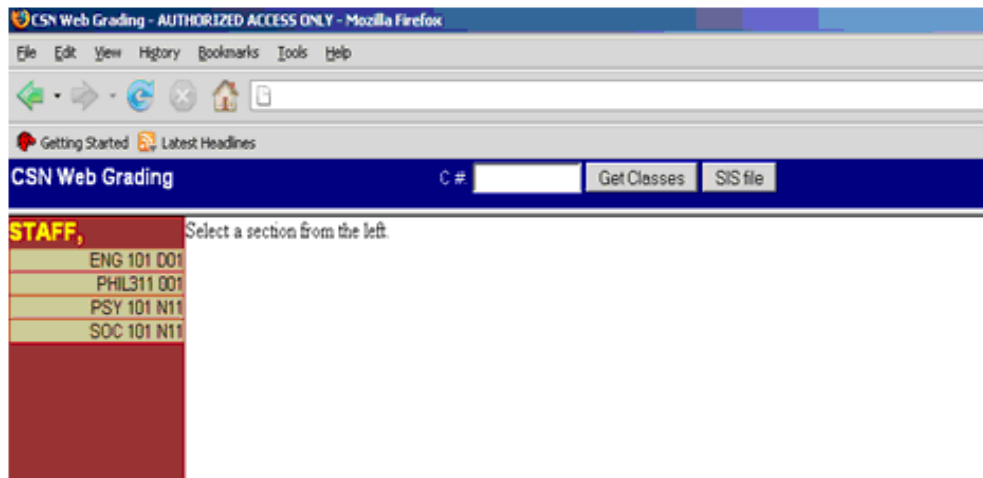 CSN Web Grading - AUTHORIZED ACCESS ONLY - Mozilla Firefox
File Edit View History Bookmarks Tools Help
Getting Started Latest Headlines
CSN Web Grading C #: Get Classes SIS file
STAFF, Select a section from the left.
ENG 101 D01
PHIL311 001
PSY 101 N11
SOC 101 N11